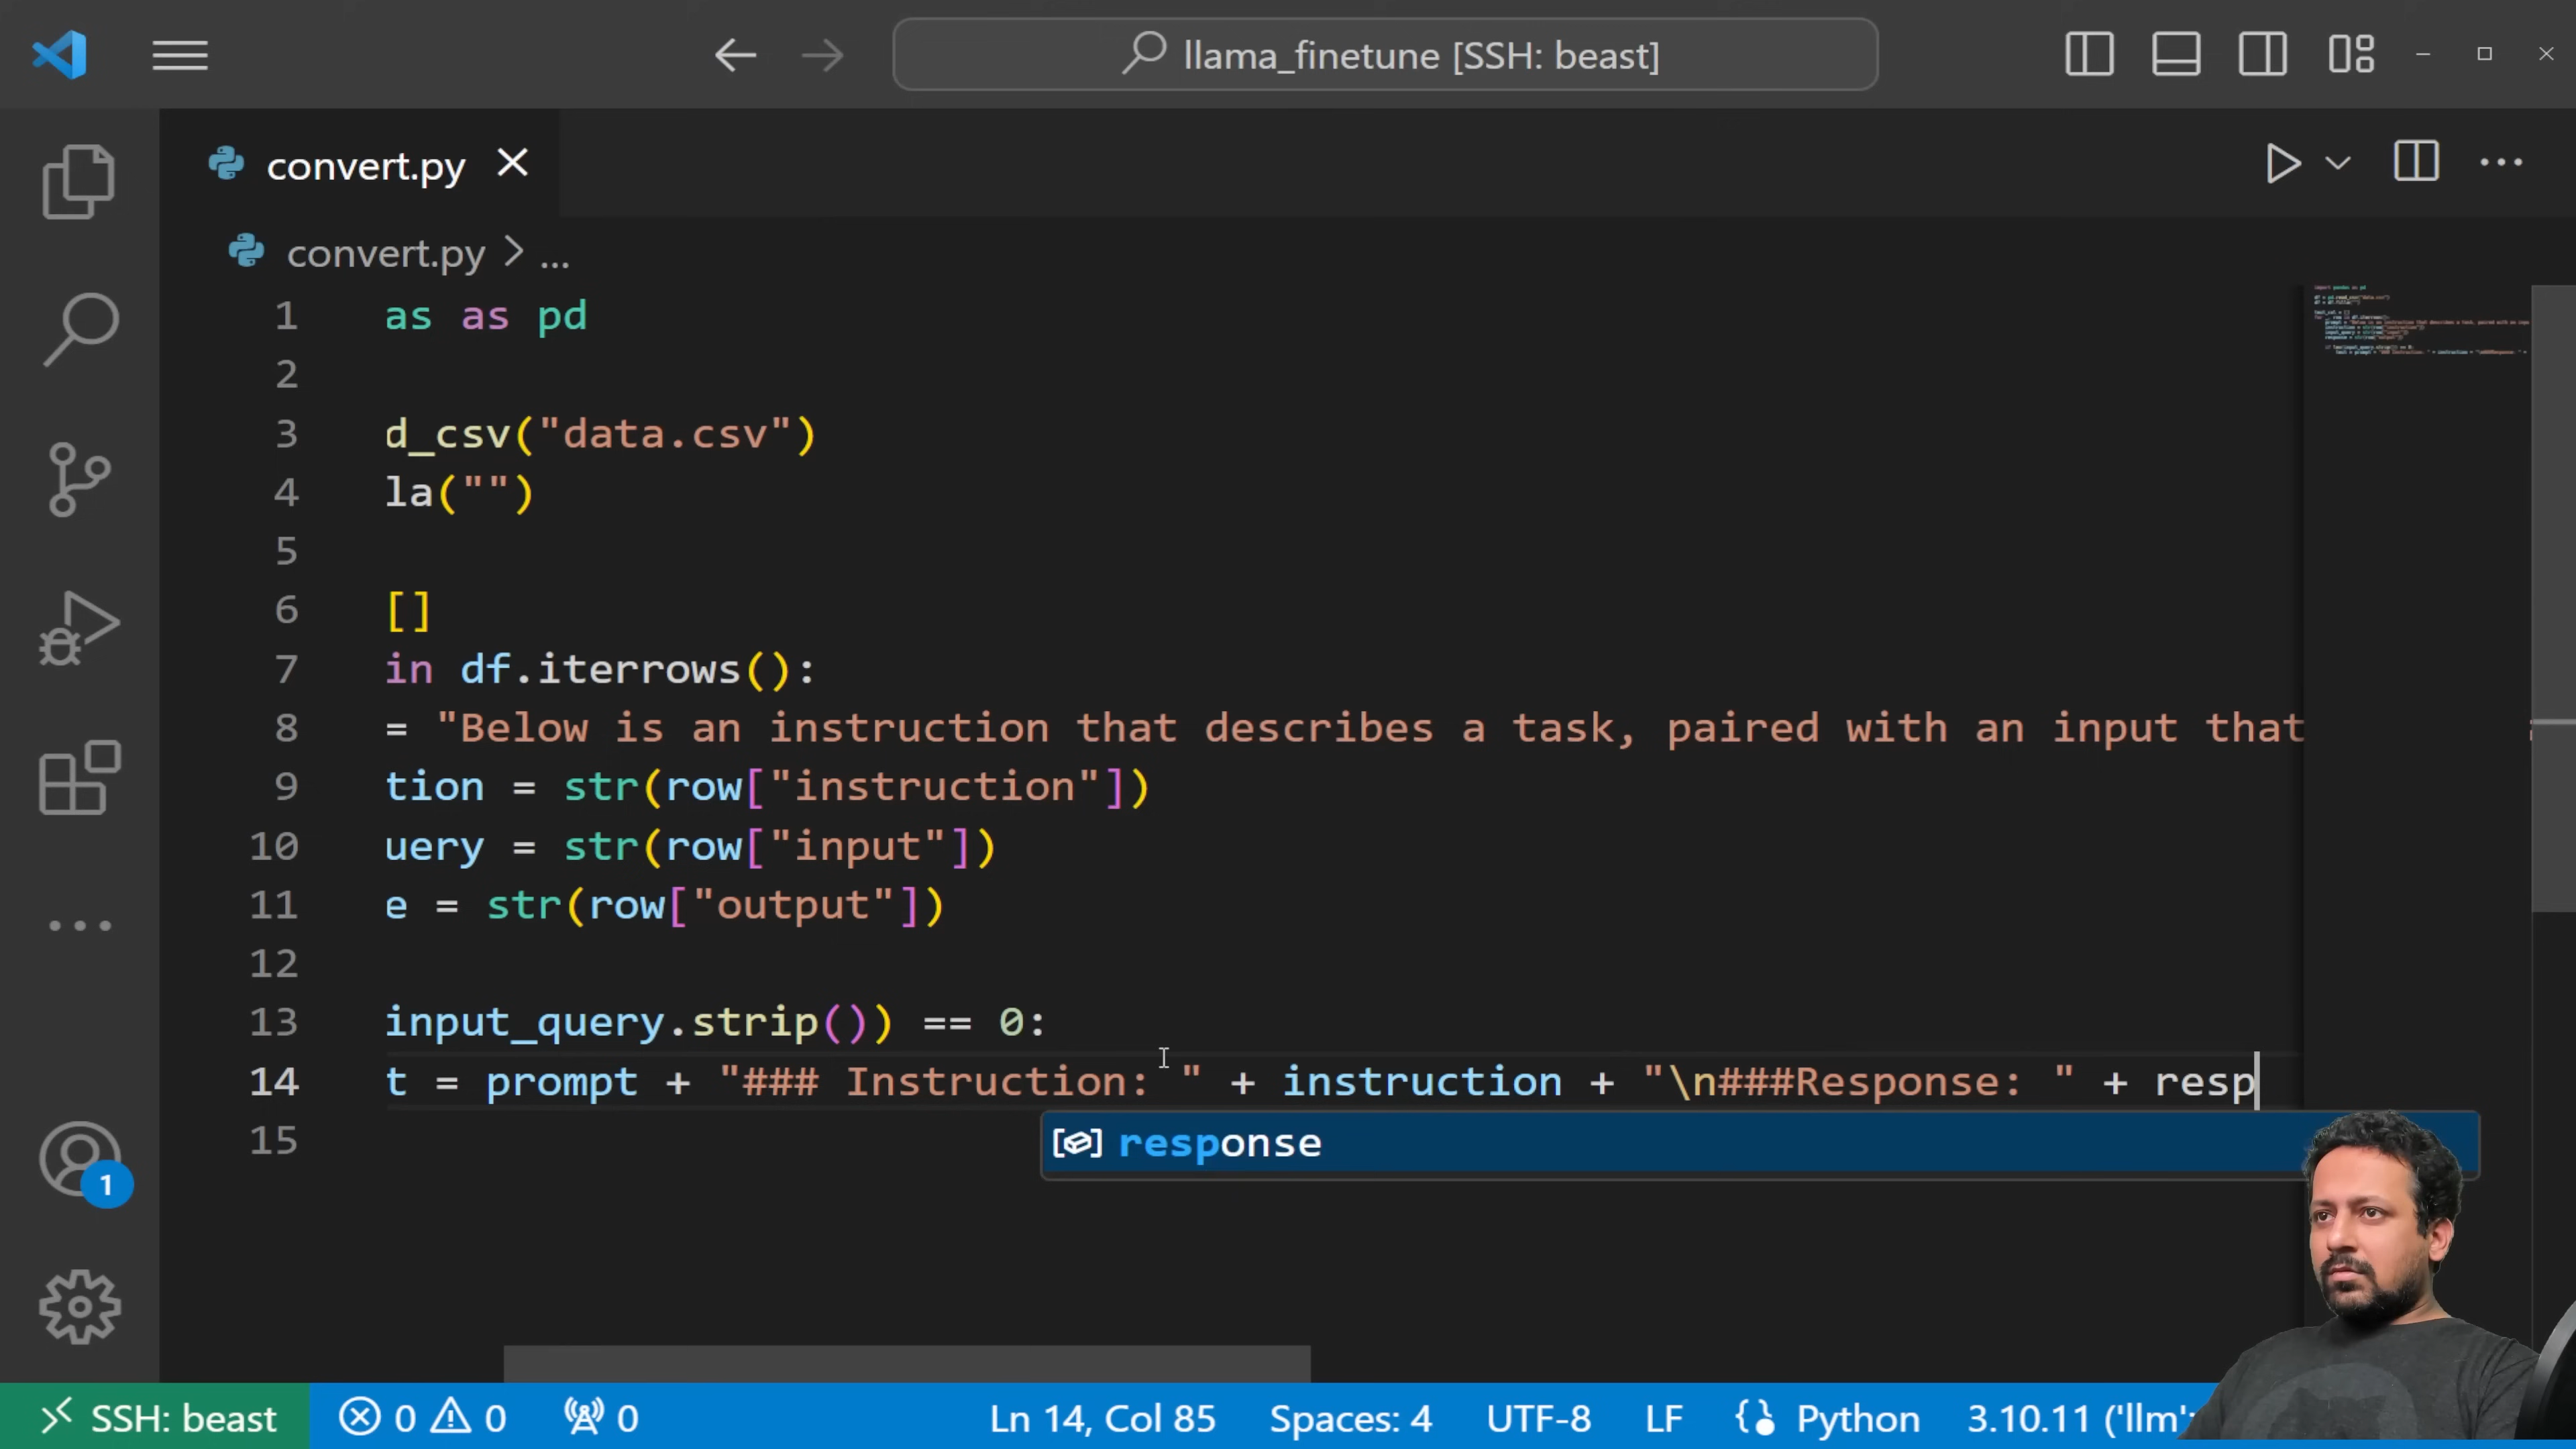 llama_finetune [SSH: beast]
convert.py
convert.py > ...
1 as as pd
2
3 d_csv("data.csv")
4 la("")
5
6 []
7 in df.iterrows():
8 = "Below is an instruction that describes a task, paired with an input that
9 tion = str(row["instruction"])
10 uery = str(row["input"])
11 e = str(row["output"])
12
13 input_query.strip()) == 0:
14 t = prompt + "### Instruction: " + instruction + "\n###Response: " + resp
15
response
1
SSH: beast 0 0 0 Ln 14, Col 85 Spaces: 4 UTF-8 LF Python 3.10.11 ('llm':